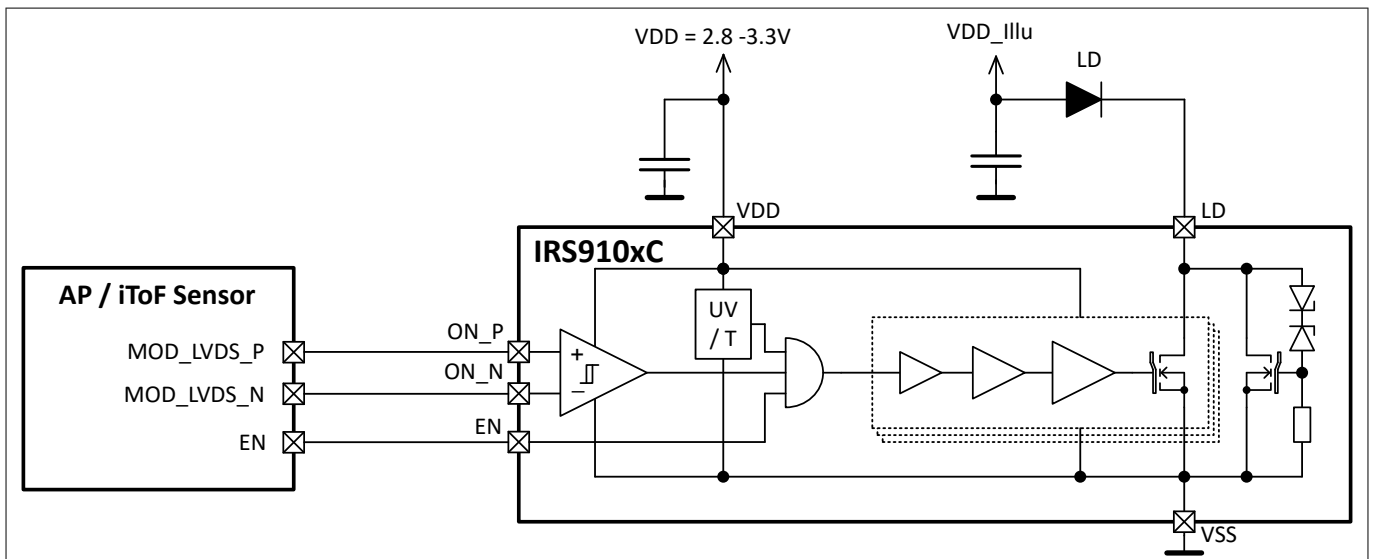 VDD = 2.8 -3.3V
VDD_Illu
LD
VDD
LD
IRS910xC
AP / iToF Sensor
UV
/ T
ON_P
MOD_LVDS_P
+
ON_N
MOD_LVDS_N
−
EN
EN
VSS